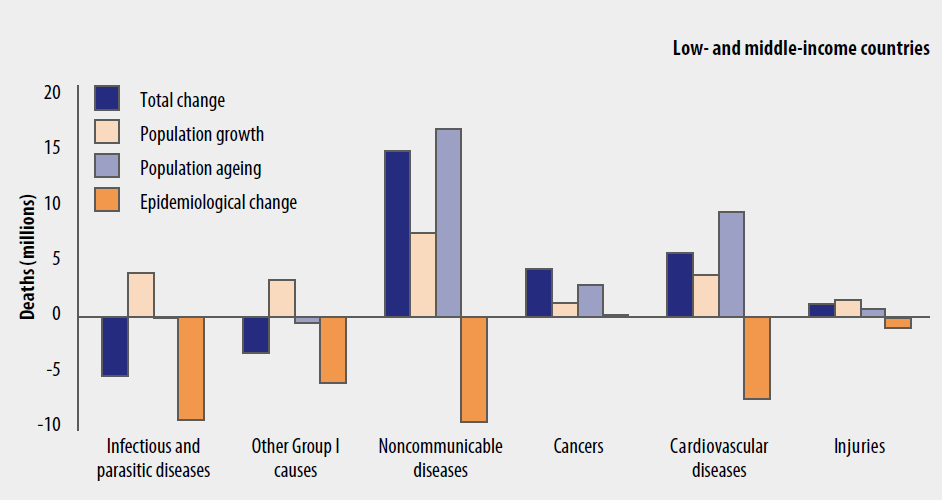 Low- and middle-income countries
Total change
Population growth
Population ageing
Epidemiological change
Deaths (millions)
20
15
10
5
0
-5
-10
Infectious and
parasitic diseases
Other Group I
causes
Noncommunicable
diseases
Cancers
Cardiovascular
diseases
Injuries